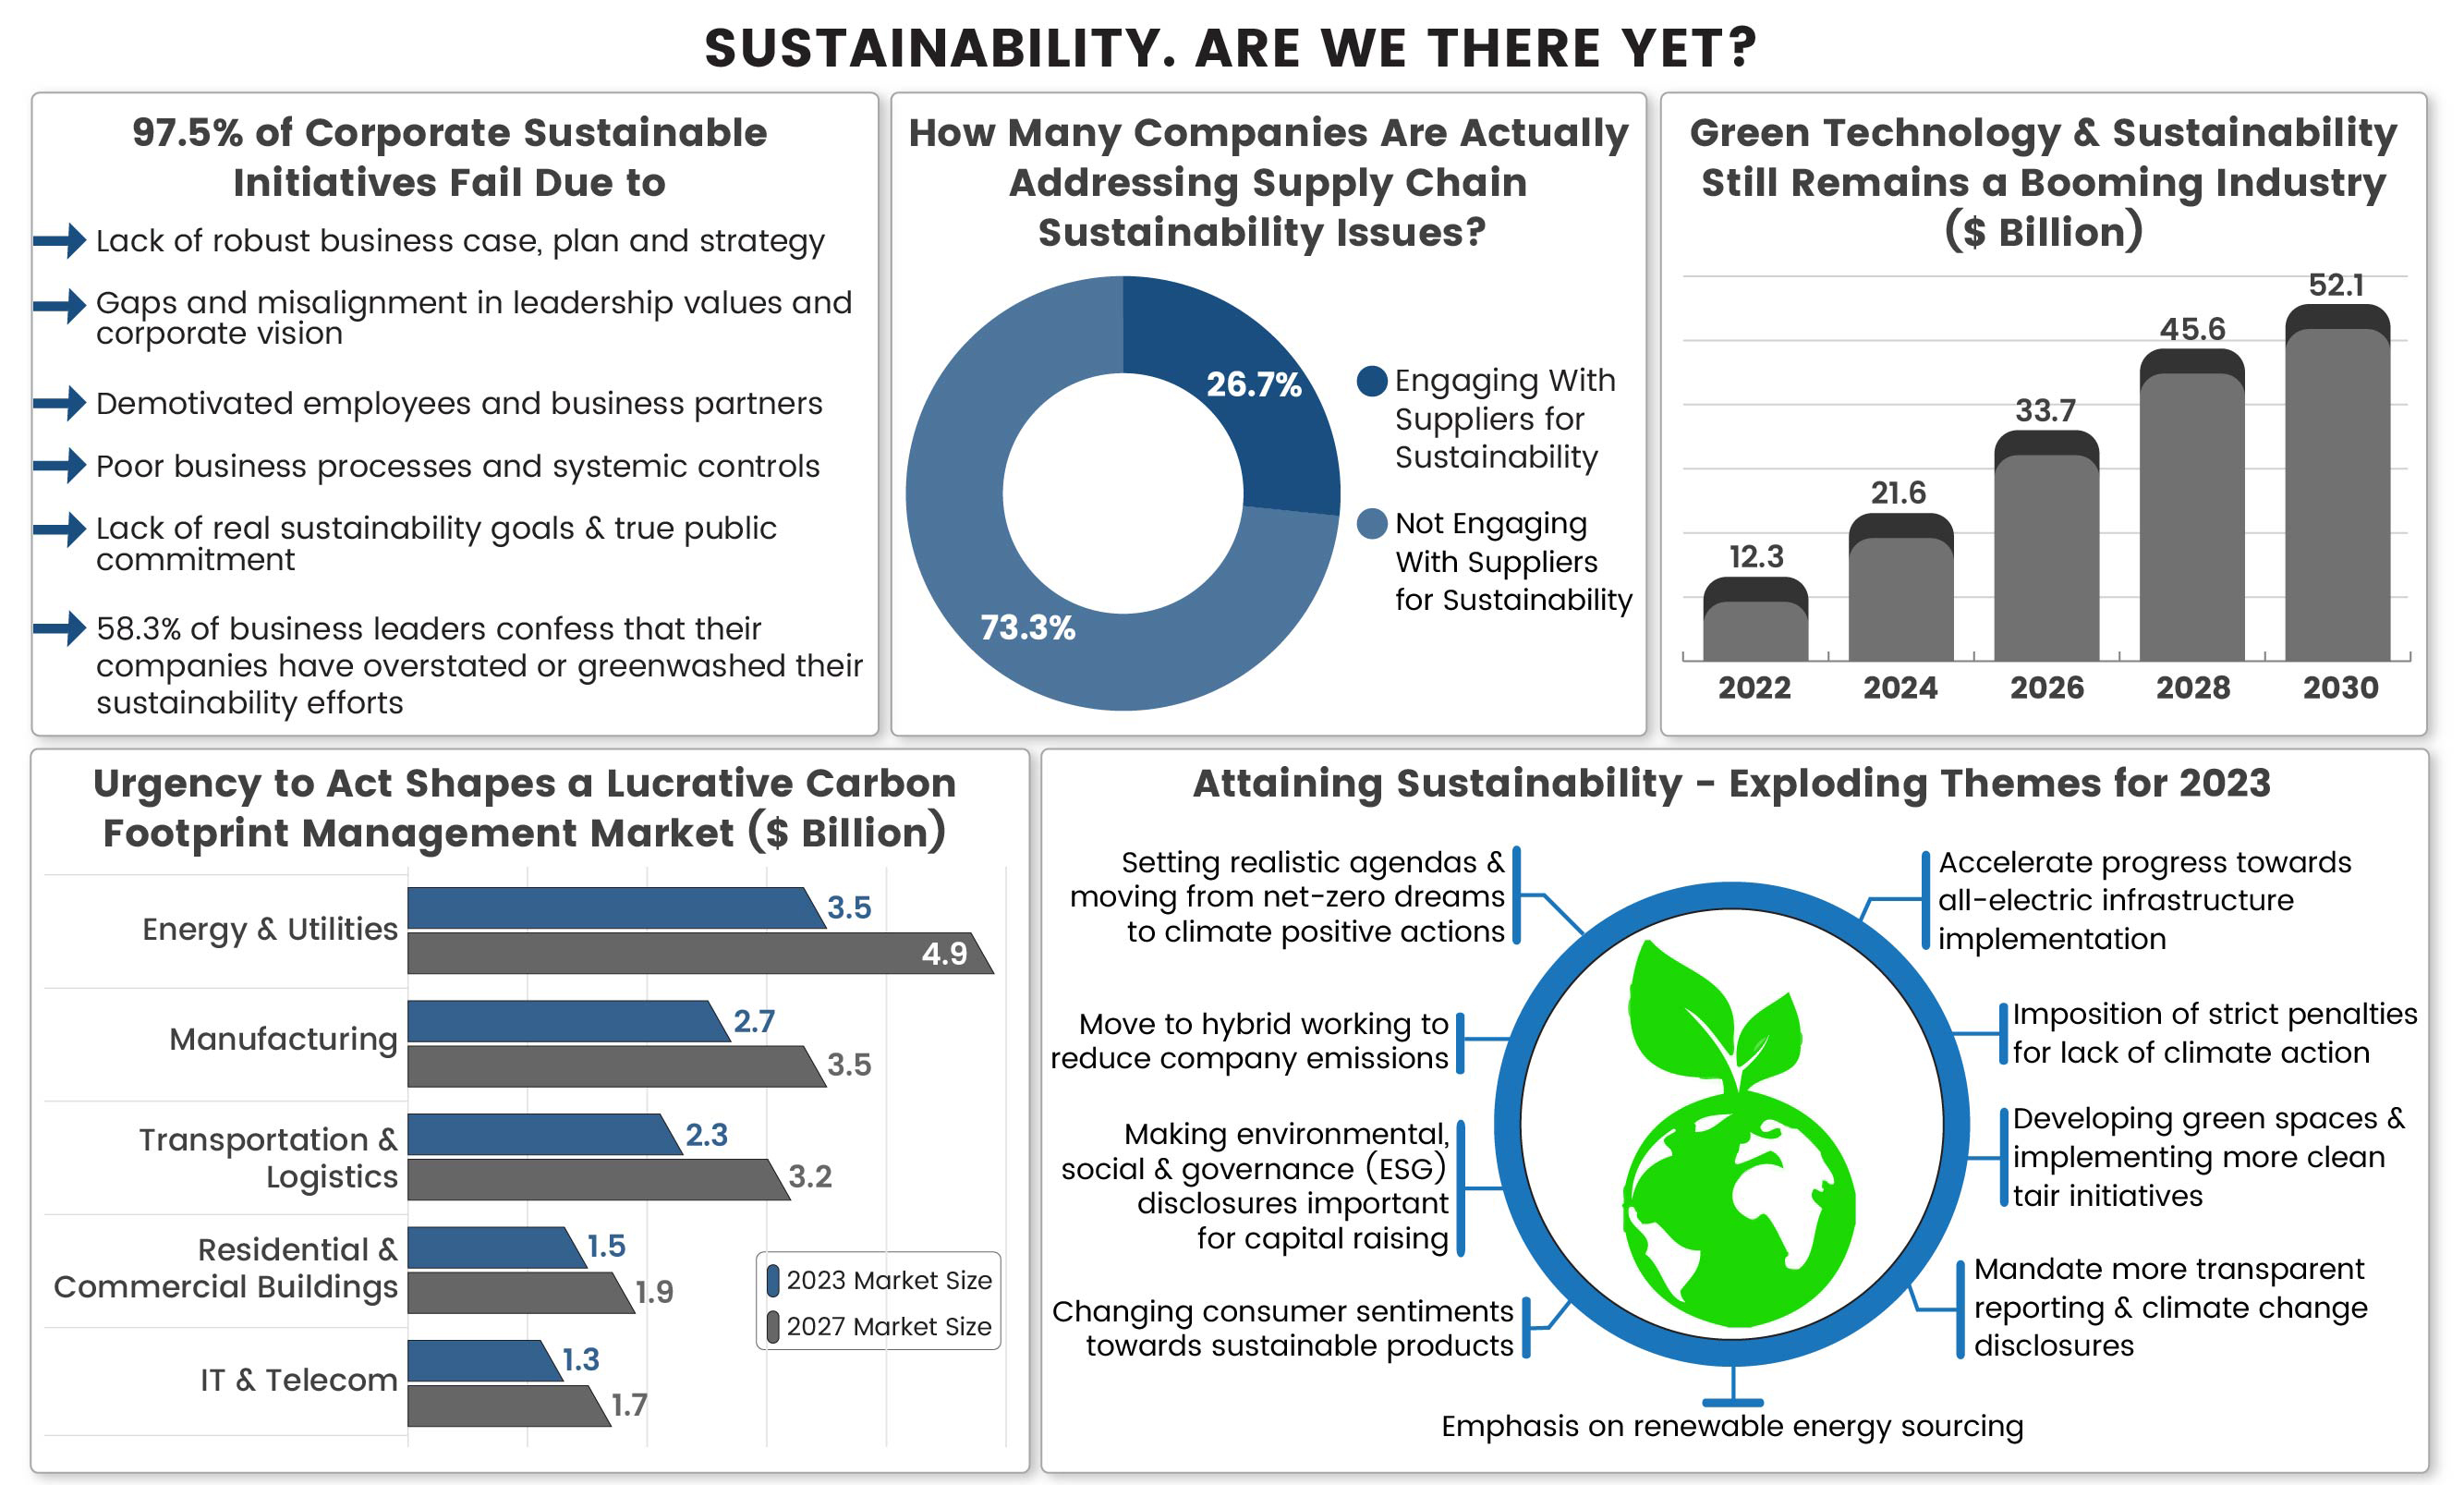 SUSTAINABILITY. ARE WE THERE YET?
97.5% of Corporate Sustainable
Initiatives Fail Due to
Lack of robust business case, plan and strategy
Gaps and misalignment in leadership values and
corporate vision
Demotivated employees and business partners
Poor business processes and systemic controls
Lack of real sustainability goals & true public
commitment
58.3% of business leaders confess that their
companies have overstated or greenwashed their
sustainability efforts
How Many Companies Are Actually
Addressing Supply Chain
Sustainability Issues?
26.7%
73.3%
Engaging With
Suppliers for
Sustainability
Not Engaging
With Suppliers
for Sustainability
Green Technology & Sustainability
Still Remains a Booming Industry
($ Billion)
12.3
21.6
33.7
45.6
52.1
2022
2024
2026
2028
2030
Urgency to Act Shapes a Lucrative Carbon
Footprint Management Market ($ Billion)
Energy & Utilities
3.5
4.9
Manufacturing
2.7
3.5
Transportation &
Logistics
2.3
3.2
Residential &
Commercial Buildings
1.5
1.9
IT & Telecom
1.3
1.7
2023 Market Size
2027 Market Size
Attaining Sustainability - Exploding Themes for 2023
Setting realistic agendas &
moving from net-zero dreams
to climate positive actions
Move to hybrid working to
reduce company emissions
Making environmental,
social & governance (ESG)
disclosures important
for capital raising
Changing consumer sentiments
towards sustainable products
Emphasis on renewable energy sourcing
Accelerate progress towards
all-electric infrastructure
implementation
Imposition of strict penalties
for lack of climate action
Developing green spaces &
implementing more clean
tair initiatives
Mandate more transparent
reporting & climate change
disclosures